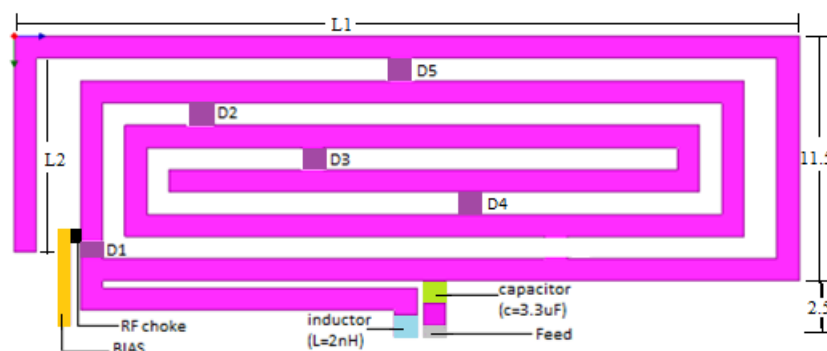 L1
D5
D2
11.5
D3
L2
D4
D1
capacitor
(c=3.3uF)
2.5
RF choke
inductor
(L=2nH)
Feed
BIAS